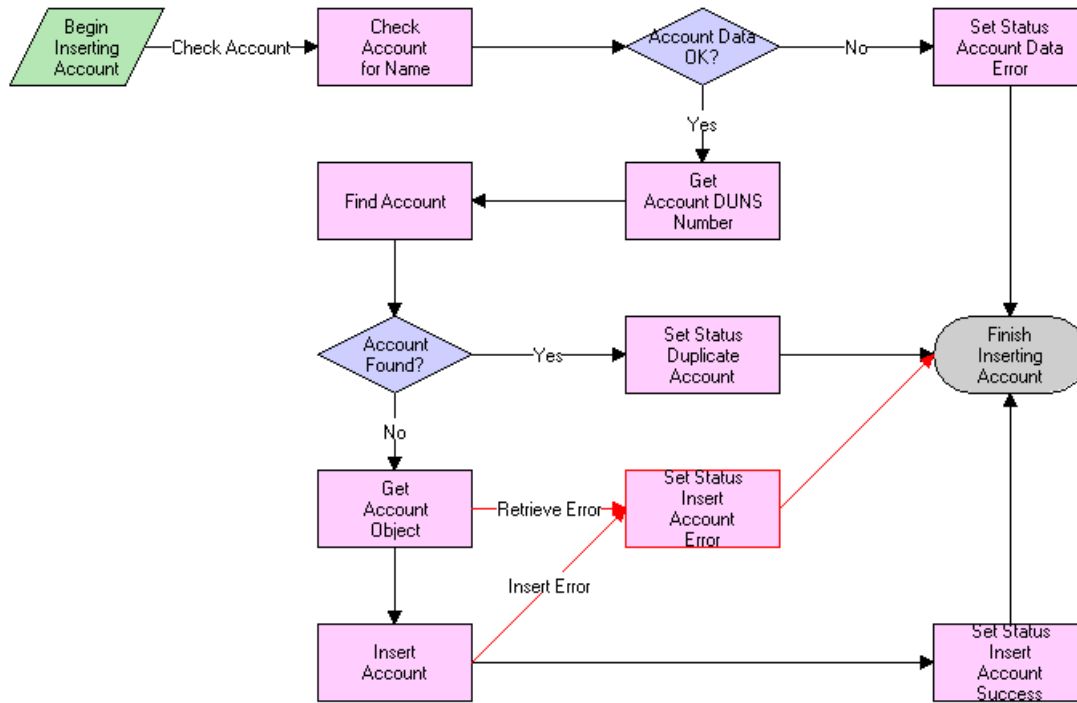 Begin
Inserting
Account
Check Account
Check
Account
for Name
Account Data
OK?
No
Set Status
Account Data
Error
Yes
Find Account
Get
Account DUNS
Number
Account
Found?
Yes
Set Status
Duplicate
Account
Finish
Inserting
Account
No
Get
Account
Object
Retrieve Error
Set Status
Insert
Account
Error
Insert Error
Insert
Account
Set Status
Insert
Account
Success